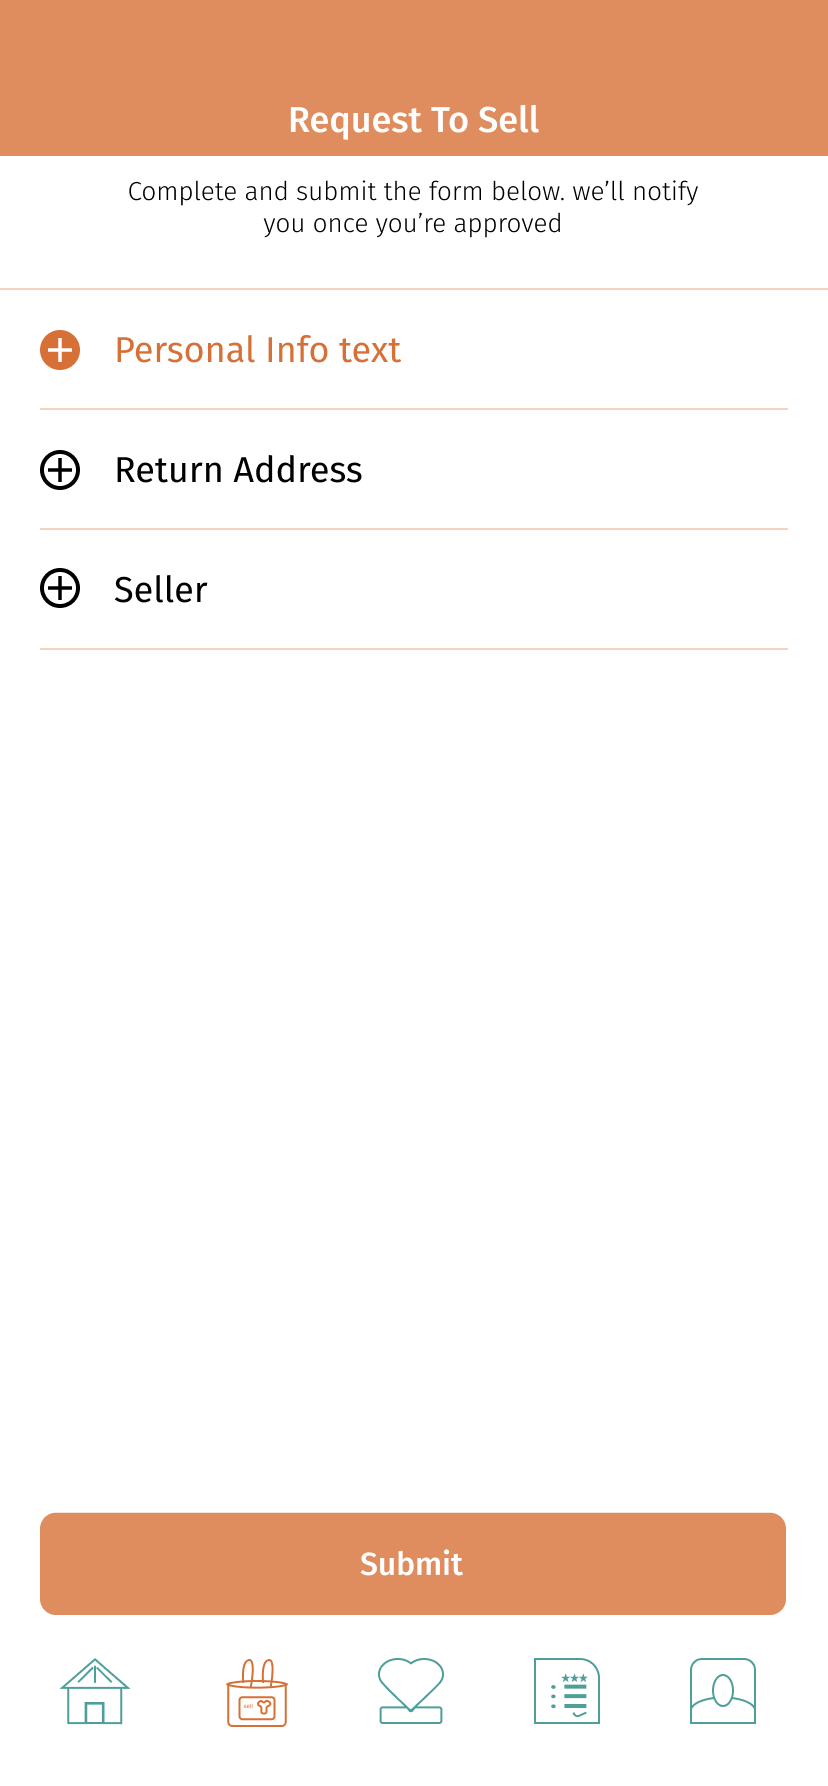 Request To Sell
Complete and submit the form below. we’ll notify
you once you’re approved
Personal Info text
Return Address
Seller
Submit
sell